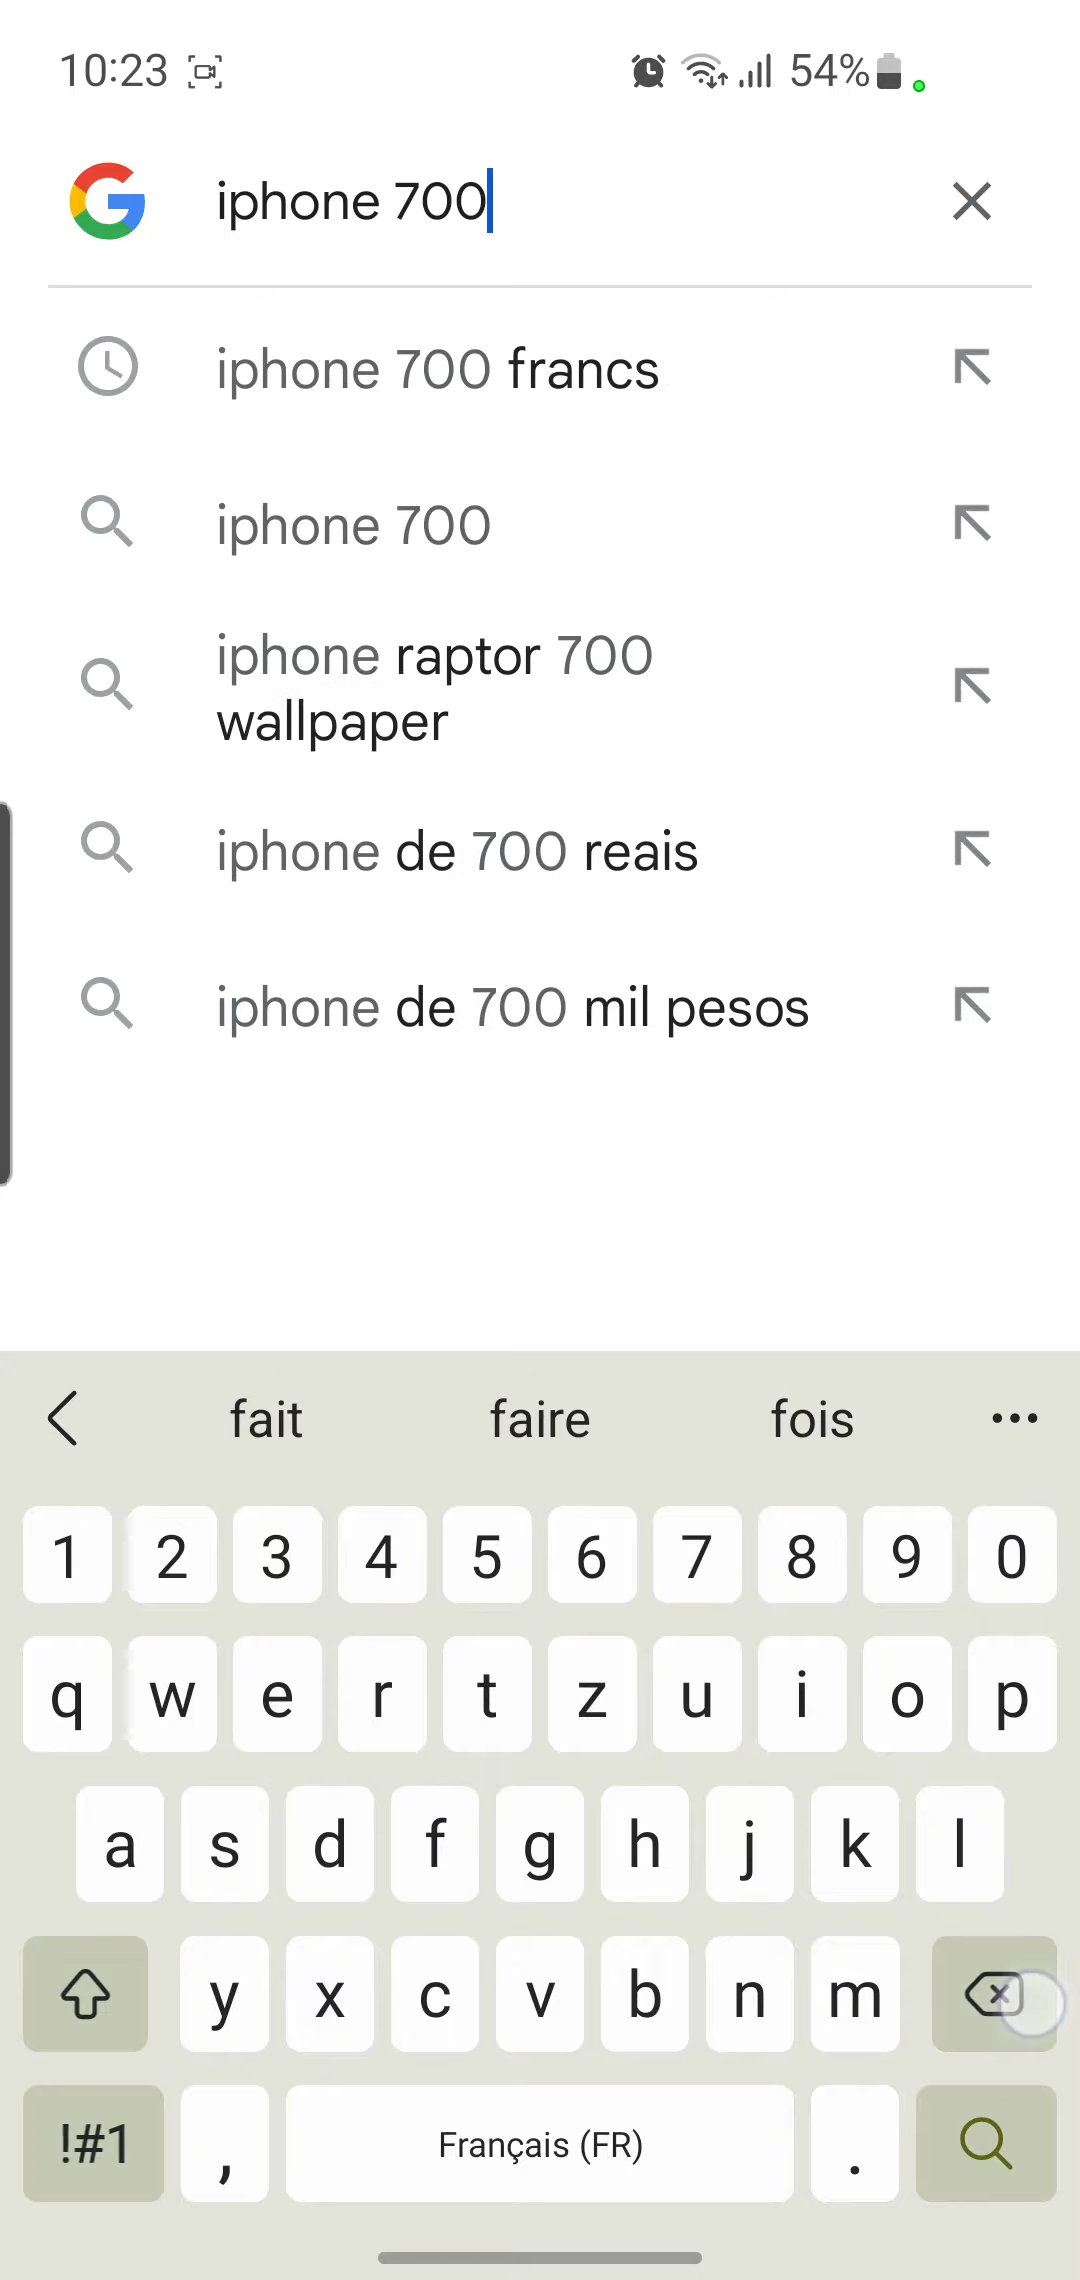 10:23 54%
iphone 700
iphone 700 francs
iphone 700
iphone raptor 700
wallpaper
iphone de 700 reais
iphone de 700 mil pesos
fait faire fois
1 2 3 4 5 6 7 8 9 0
q w e r t z u i o p
a s d f g h j k l
y x c v b n m
!#1 , Français (FR) .